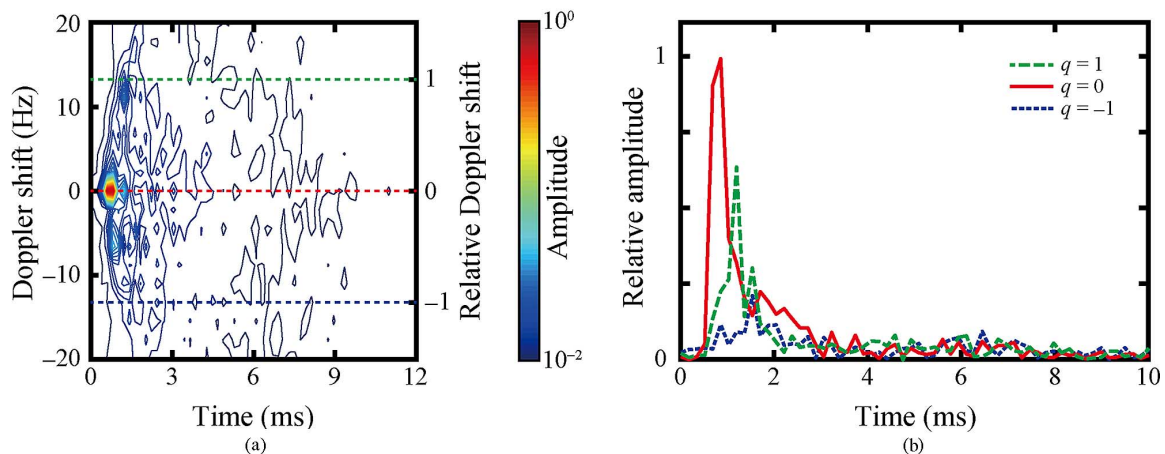 20
10
0
−10
−20
Doppler shift (Hz)
0 3 6 9 12
Time (ms)
(a)
1
0
−1
Relative Doppler shift
10⁰
10⁻²
Amplitude
1
0
Relative amplitude
q = 1
q = 0
q = −1
0 2 4 6 8 10
Time (ms)
(b)